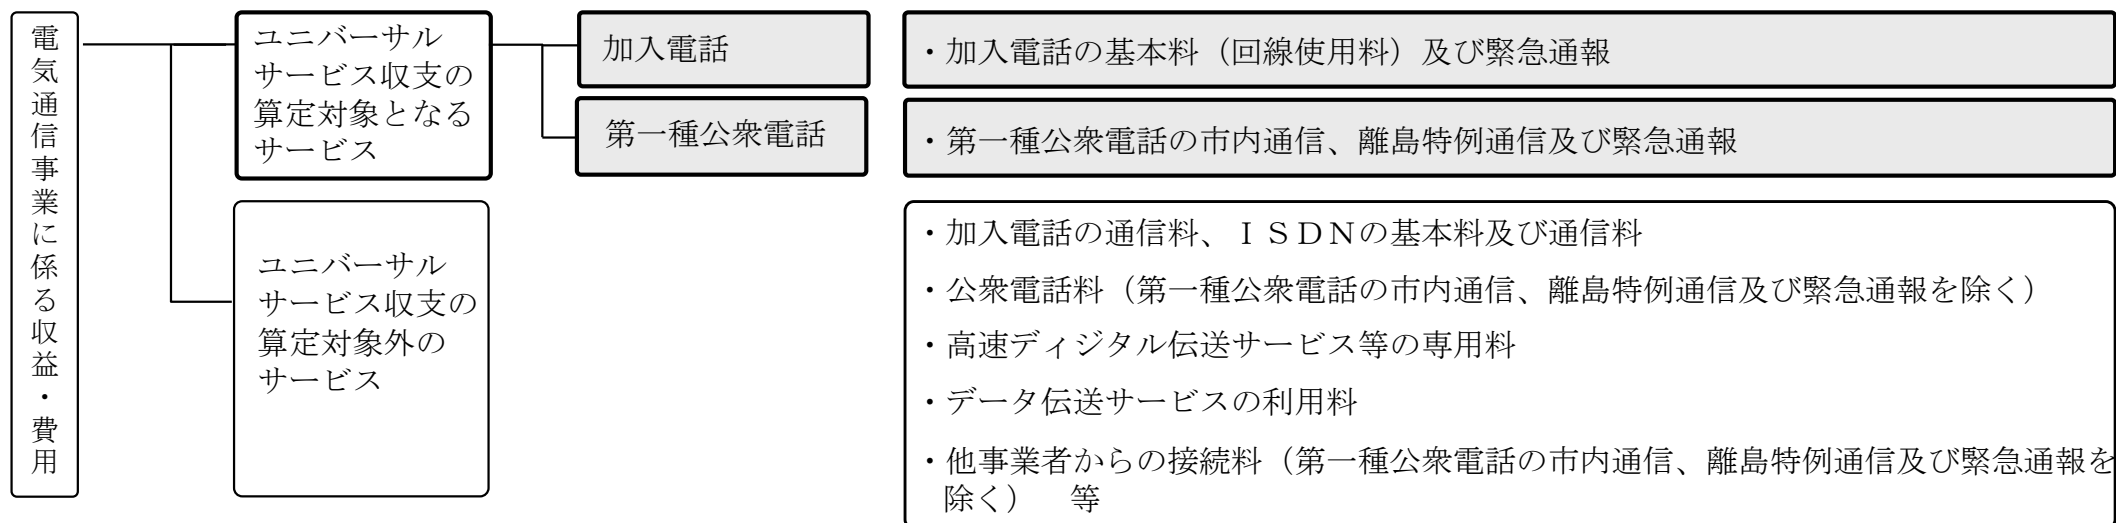 電気通信事業に係る収益・費用
ユニバーサル
サービス収支の
算定対象となる
サービス
加入電話
・加入電話の基本料（回線使用料）及び緊急通報
第一種公衆電話
・第一種公衆電話の市内通信、離島特例通信及び緊急通報
ユニバーサル
サービス収支の
算定対象外の
サービス
・加入電話の通信料、ＩＳＤＮの基本料及び通信料
・公衆電話料（第一種公衆電話の市内通信、離島特例通信及び緊急通報を除く）
・高速ディジタル伝送サービス等の専用料
・データ伝送サービスの利用料
・他事業者からの接続料（第一種公衆電話の市内通信、離島特例通信及び緊急通報を
除く）　等